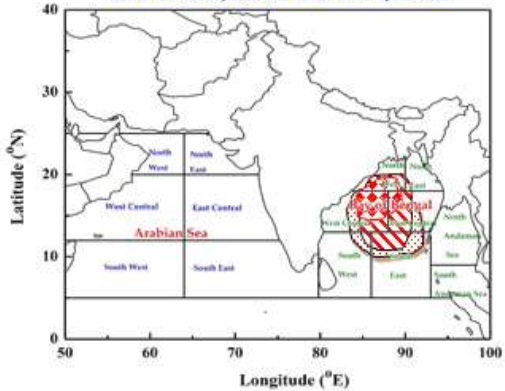 40
30
20
10
0
Latitude (°N)
50
60
70
80
90
100
Longitude (°E)
North
West
North
East
West Central
East Central
Arabian Sea
South West
South East
North
East
Bay of Bengal
West
South
West
East
North
Andaman
Sea
South
Andaman Sea